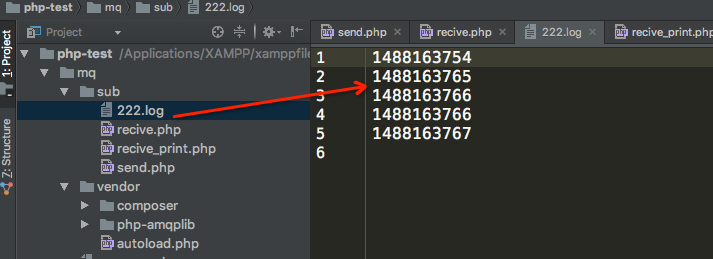 php-test mq sub 222.log
1: Project
7: Structure
Project
php-test /Applications/XAMPP/xamppfile
mq
sub
222.log
recive.php
recive_print.php
send.php
vendor
composer
php-amqplib
autoload.php
send.php × recive.php × 222.log × recive_print.php
1 1488163754
2 1488163765
3 1488163766
4 1488163766
5 1488163767
6